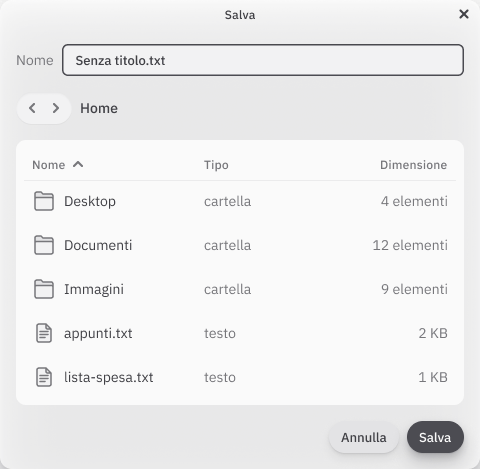 Salva
Nome Senza titolo.txt
Home
Nome Tipo Dimensione
Desktop cartella 4 elementi
Documenti cartella 12 elementi
Immagini cartella 9 elementi
appunti.txt testo 2 KB
lista-spesa.txt testo 1 KB
Annulla Salva